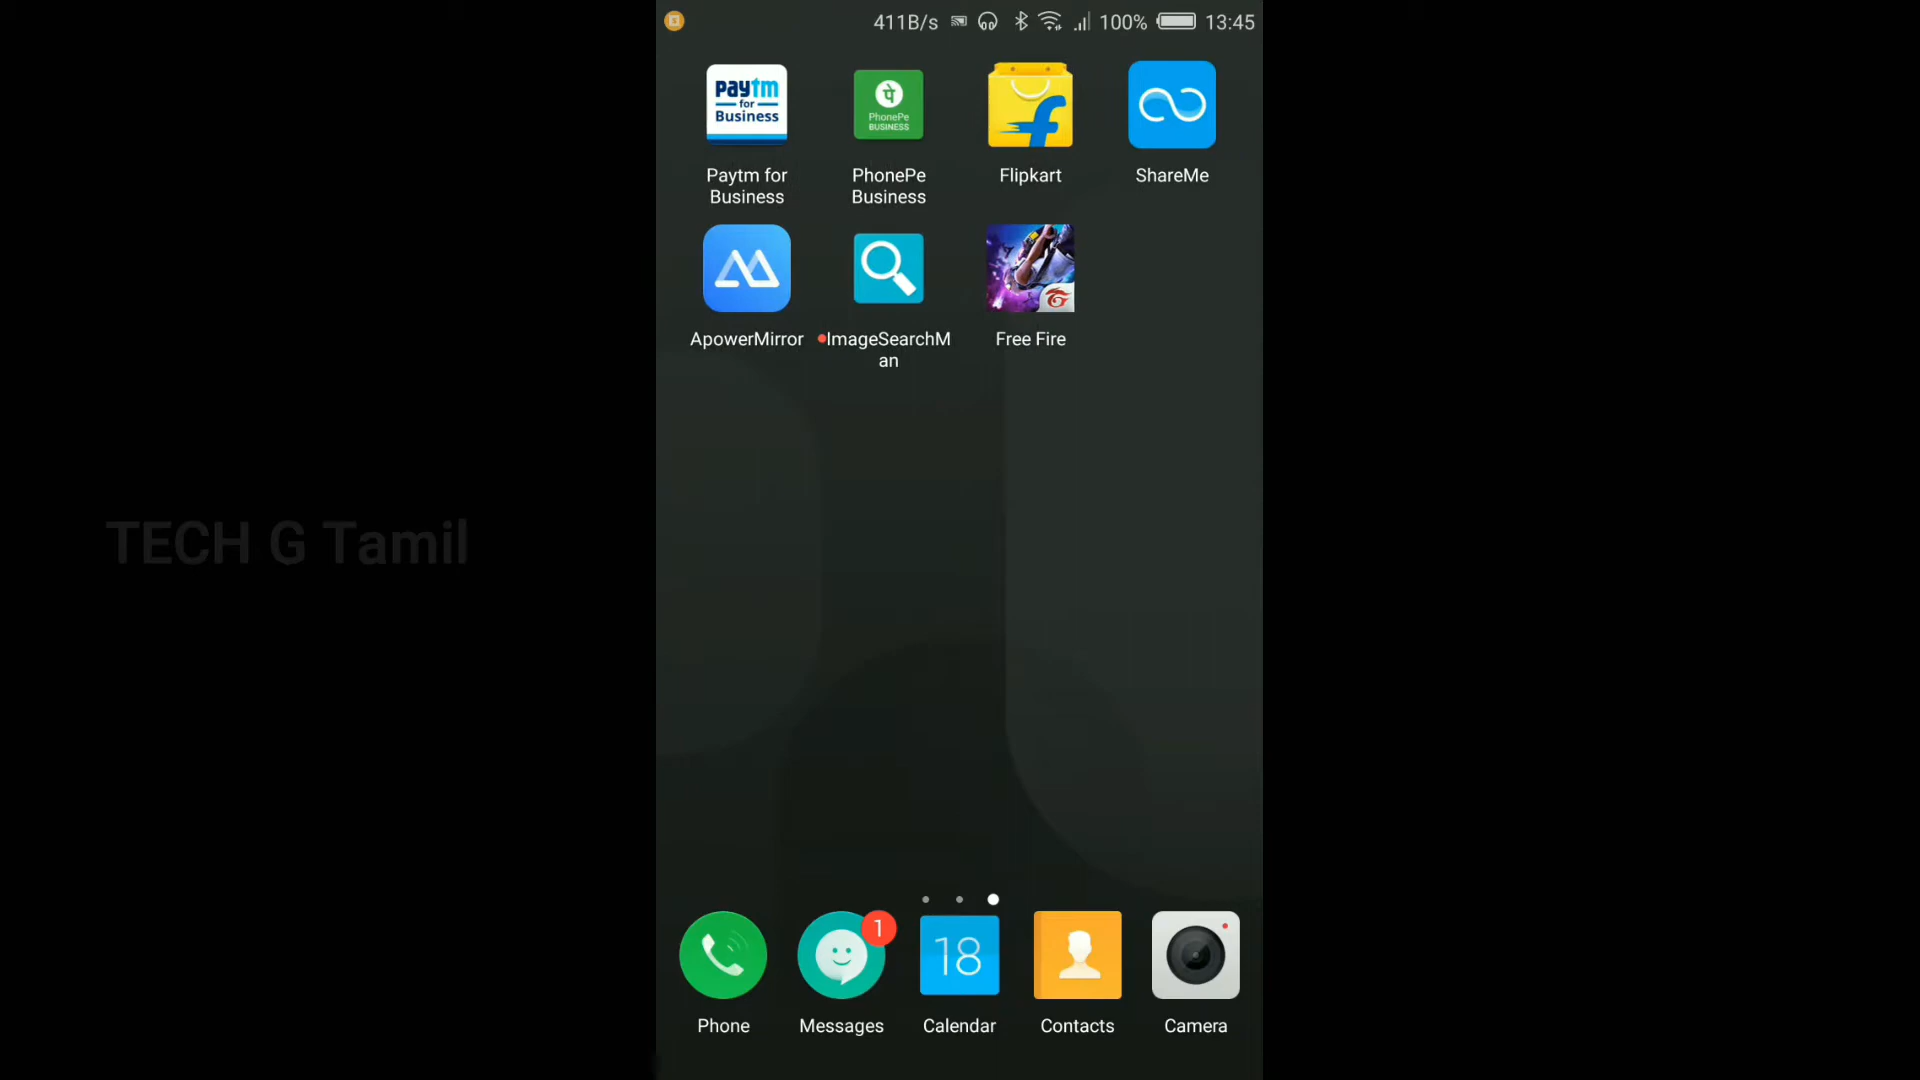 411B/s 100% 13:45
paytm
for
Business
पे
PhonePe
BUSINESS
Paytm for
Business
PhonePe
Business
Flipkart
ShareMe
ApowerMirror
ImageSearchM
an
Free Fire
TECH G Tamil
1
18
Phone
Messages
Calendar
Contacts
Camera